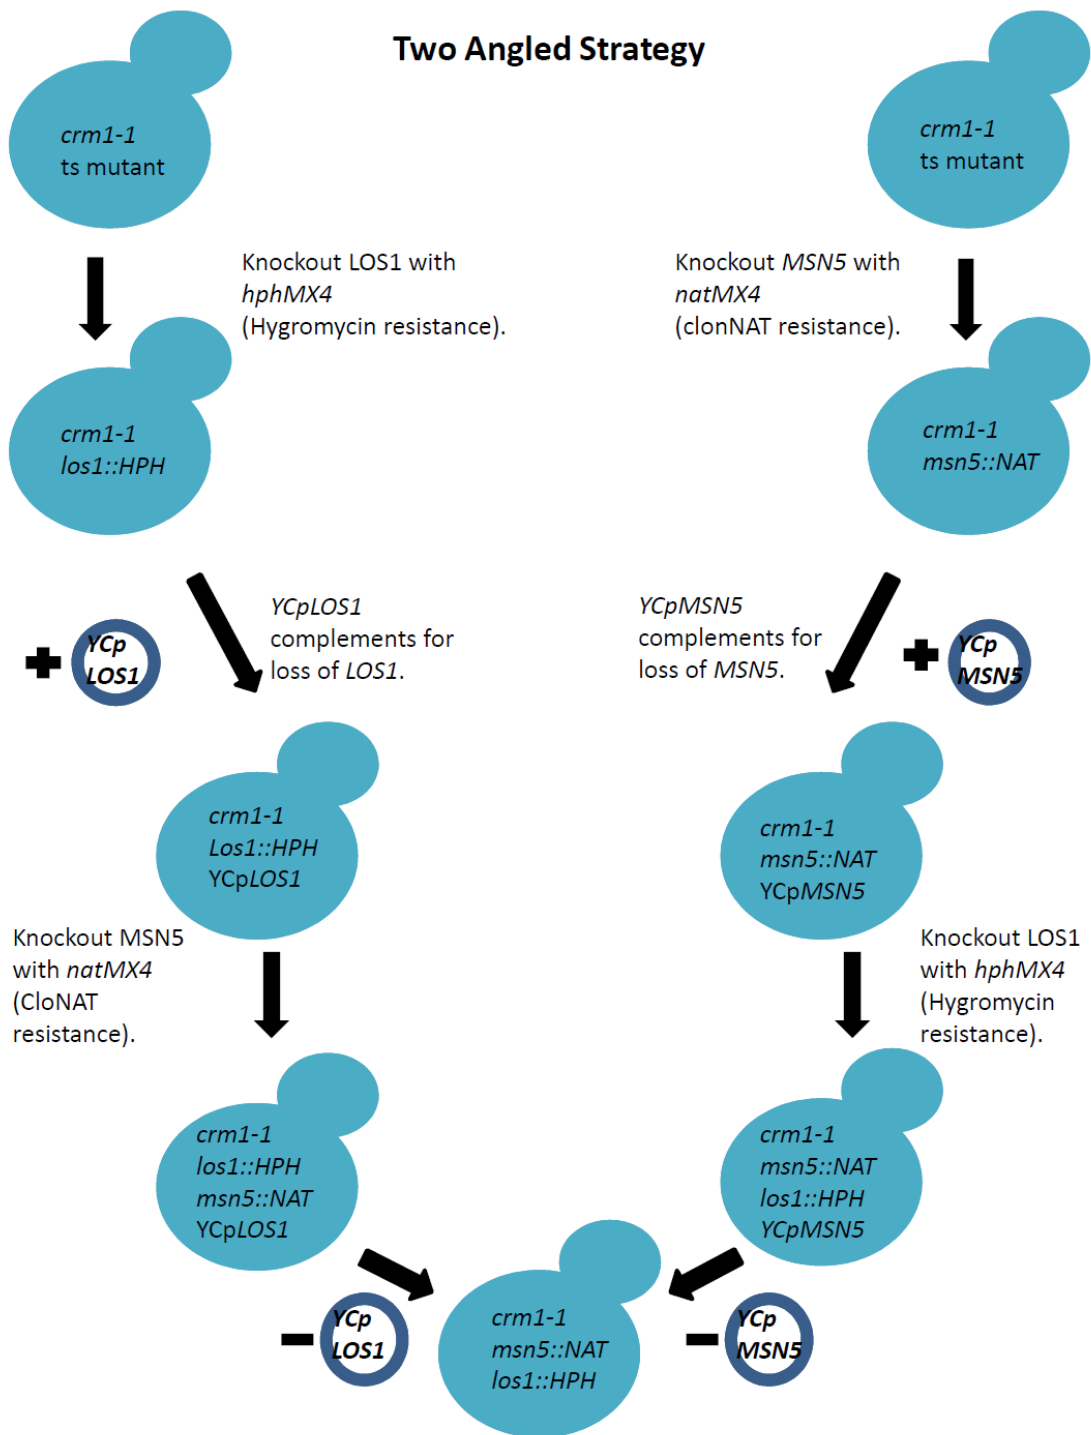 Two Angled Strategy
crm1-1
ts mutant
crm1-1
ts mutant
Knockout LOS1 with
hphMX4
(Hygromycin resistance).
Knockout MSN5 with
natMX4
(clonNAT resistance).
crm1-1
los1::HPH
crm1-1
msn5::NAT
YCp
LOS1
YCpLOS1
complements for
loss of LOS1.
YCpMSN5
complements for
loss of MSN5.
YCp
MSN5
crm1-1
Los1::HPH
YCpLOS1
crm1-1
msn5::NAT
YCpMSN5
Knockout MSN5
with natMX4
(CloNAT
resistance).
Knockout LOS1
with hphMX4
(Hygromycin
resistance).
crm1-1
los1::HPH
msn5::NAT
YCpLOS1
crm1-1
msn5::NAT
los1::HPH
YCpMSN5
YCp
LOS1
crm1-1
msn5::NAT
los1::HPH
YCp
MSN5